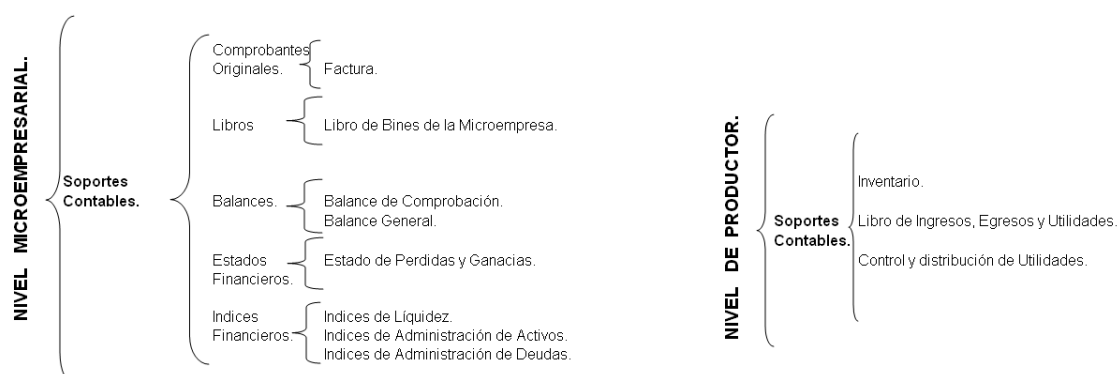 NIVEL MICROEMPRESARIAL.
Soportes
Contables.
Comprobantes
Originales.
Factura.
Libros
Libro de Bines de la Microempresa.
Balances.
Balance de Comprobación.
Balance General.
Estados
Financieros.
Estado de Perdidas y Ganacias.
Indices
Financieros.
Indices de Líquidez.
Indices de Administración de Activos.
Indices de Administración de Deudas.
NIVEL DE PRODUCTOR.
Soportes
Contables.
Inventario.
Libro de Ingresos, Egresos y Utilidades.
Control y distribución de Utilidades.